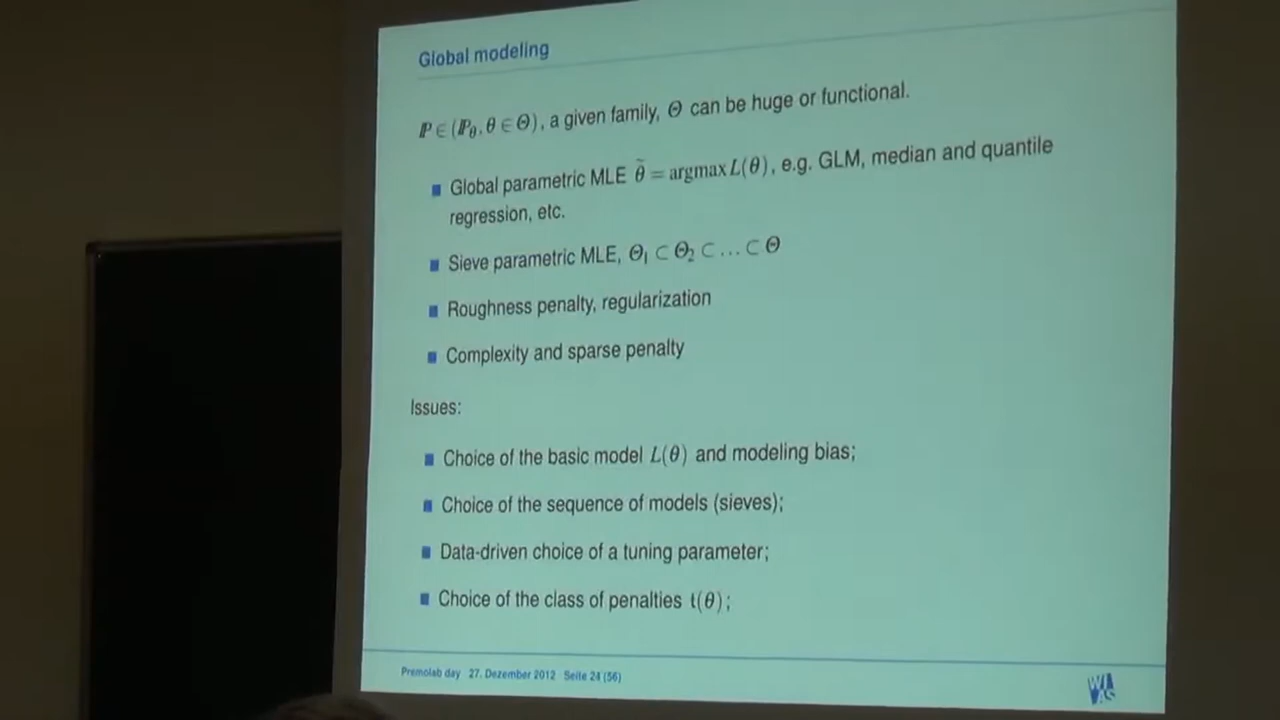 Global modeling
ℙ ∈ (ℙ_θ, θ ∈ Θ), a given family, Θ can be huge or functional.
■ Global parametric MLE θ̃ = argmax L(θ), e.g. GLM, median and quantile
regression, etc.
■ Sieve parametric MLE, Θ₁ ⊂ Θ₂ ⊂ … ⊂ Θ
■ Roughness penalty, regularization
■ Complexity and sparse penalty
Issues:
■ Choice of the basic model L(θ) and modeling bias;
■ Choice of the sequence of models (sieves);
■ Data-driven choice of a tuning parameter;
■ Choice of the class of penalties t(θ);
Premolab day 27. Dezember 2012 Seite 24 (56)
WI
AS